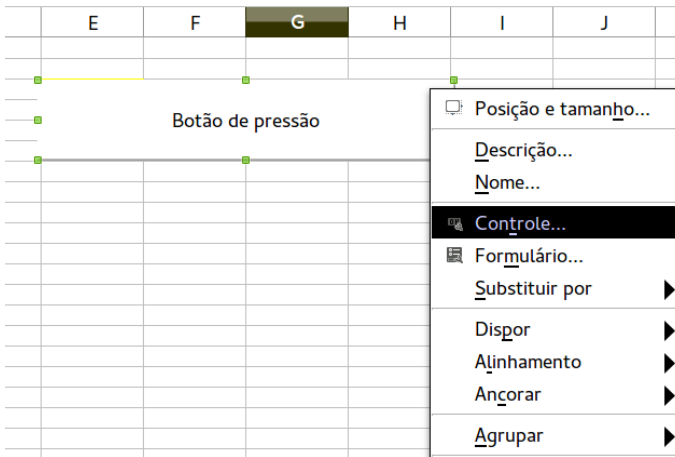 E F G H I J
Botão de pressão
Posição e tamanho...
Descrição...
Nome...
Controle...
Formulário...
Substituir por
Dispor
Alinhamento
Ancorar
Agrupar